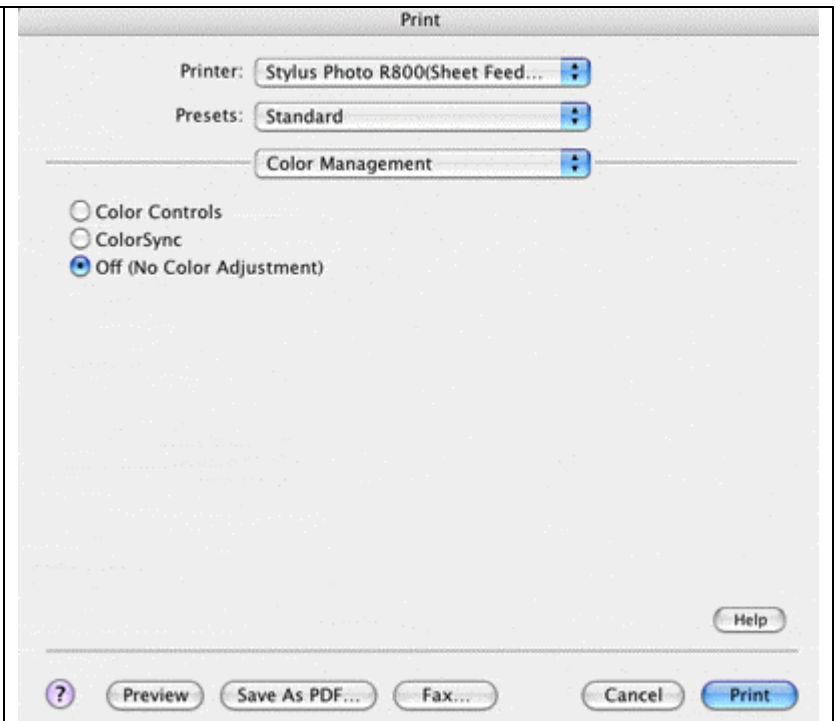 Print
Printer: Stylus Photo R800(Sheet Feed...
Presets: Standard
Color Management
Color Controls
ColorSync
Off (No Color Adjustment)
Help
? Preview Save As PDF... Fax... Cancel Print